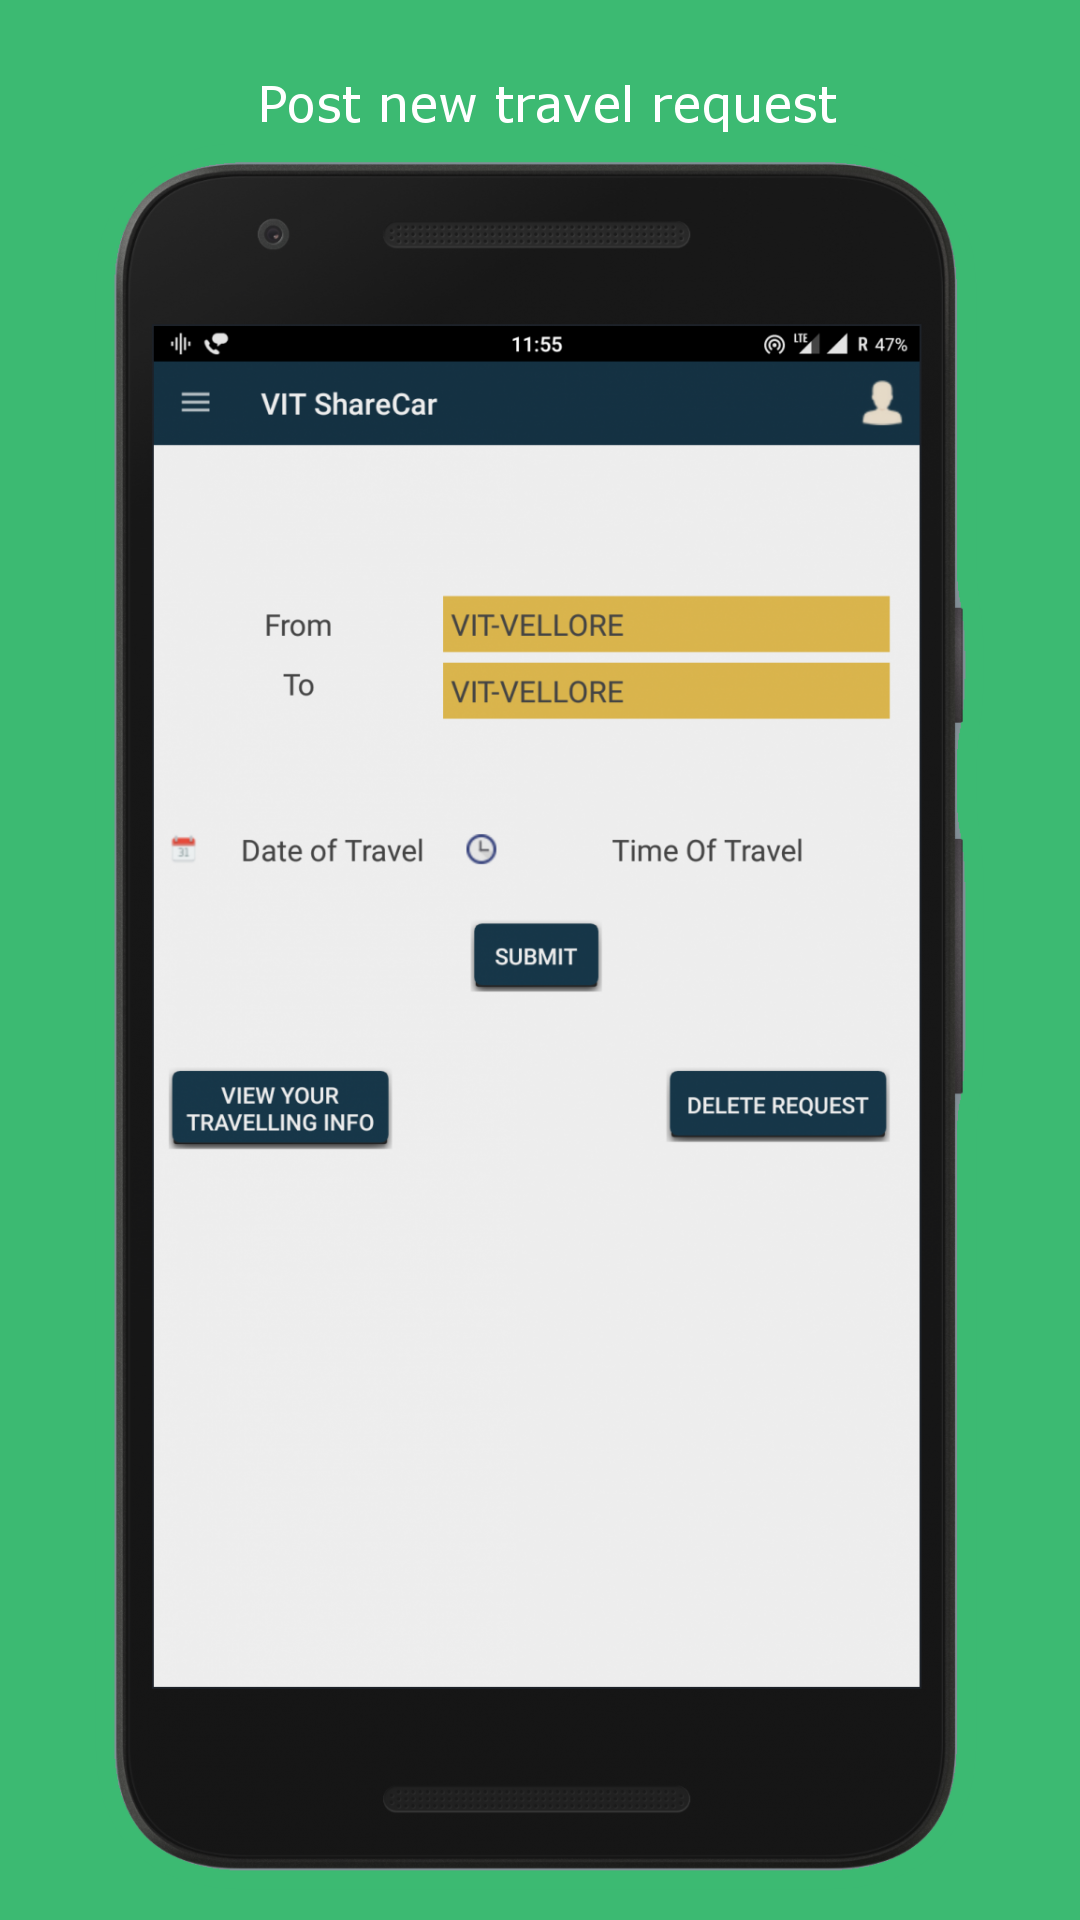 Post new travel request
11:55
LTE
R 47%
VIT ShareCar
From
VIT-VELLORE
To
VIT-VELLORE
31
Date of Travel
Time Of Travel
SUBMIT
VIEW YOUR
TRAVELLING INFO
DELETE REQUEST